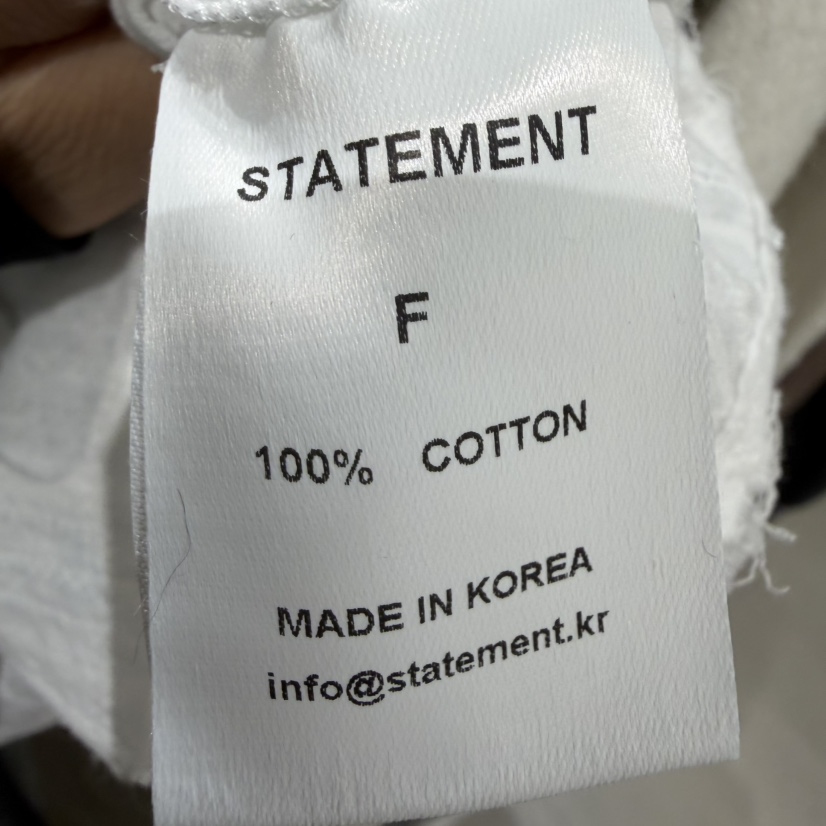 STATEMENT
F
100% COTTON
MADE IN KOREA
info@statement.kr